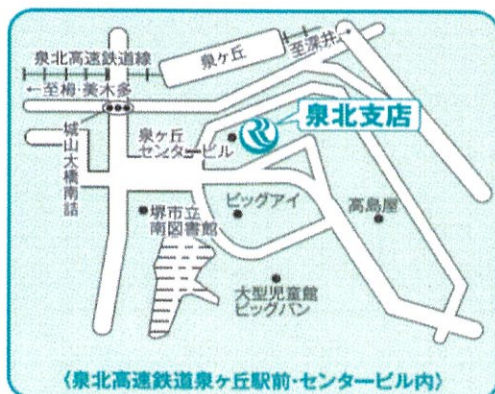 泉北高速鉄道線
泉ヶ丘
至深井→
←至栂・美木多
城山大橋南詰
泉ケ丘
センタービル
泉北支店
堺市立
南図書館
ビッグアイ
高島屋
大型児童館
ビッグバン
〈泉北高速鉄道泉ヶ丘駅前・センタービル内〉